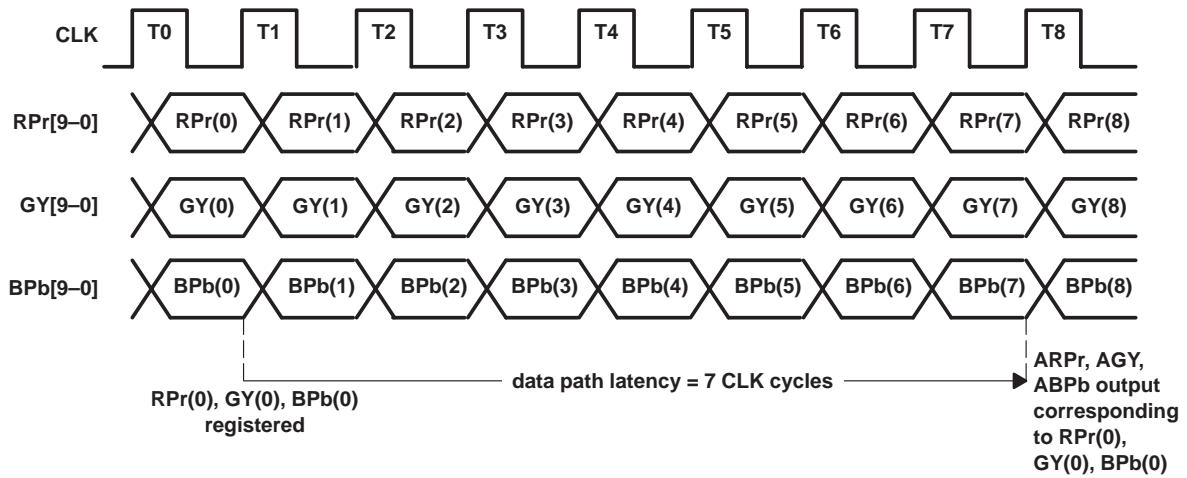 CLK T0 T1 T2 T3 T4 T5 T6 T7 T8
RPr[9–0] RPr(0) RPr(1) RPr(2) RPr(3) RPr(4) RPr(5) RPr(6) RPr(7) RPr(8)
GY[9–0] GY(0) GY(1) GY(2) GY(3) GY(4) GY(5) GY(6) GY(7) GY(8)
BPb[9–0] BPb(0) BPb(1) BPb(2) BPb(3) BPb(4) BPb(5) BPb(6) BPb(7) BPb(8)
RPr(0), GY(0), BPb(0)
registered
data path latency = 7 CLK cycles
ARPr, AGY,
ABPb output
corresponding
to RPr(0),
GY(0), BPb(0)